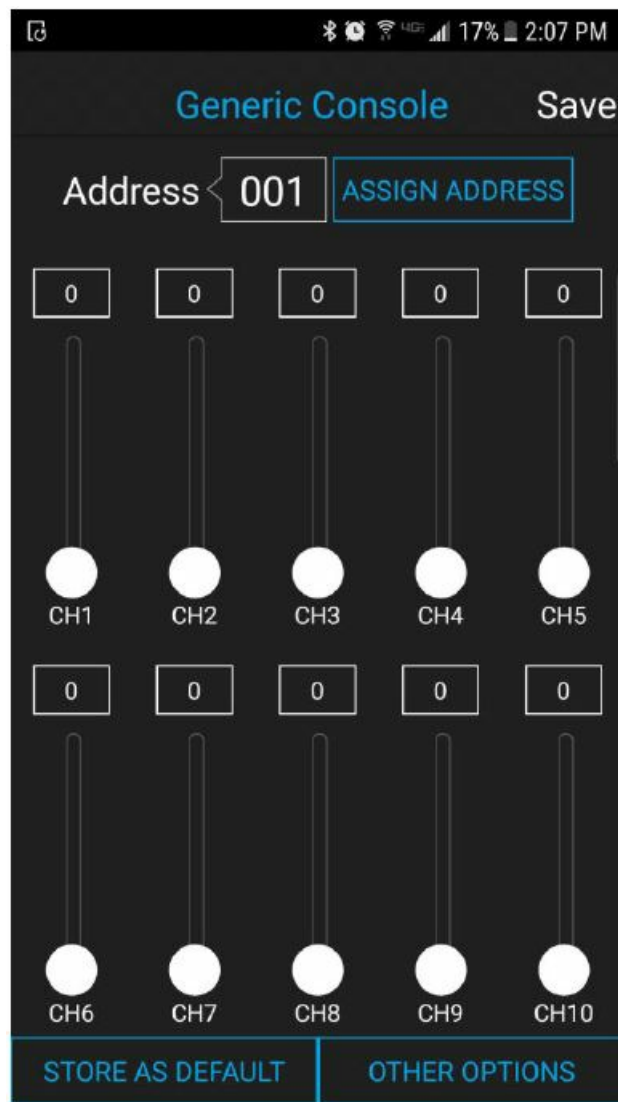 4G 17% 2:07 PM
Generic Console Save
Address 001 ASSIGN ADDRESS
0 0 0 0 0
CH1 CH2 CH3 CH4 CH5
0 0 0 0 0
CH6 CH7 CH8 CH9 CH10
STORE AS DEFAULT OTHER OPTIONS